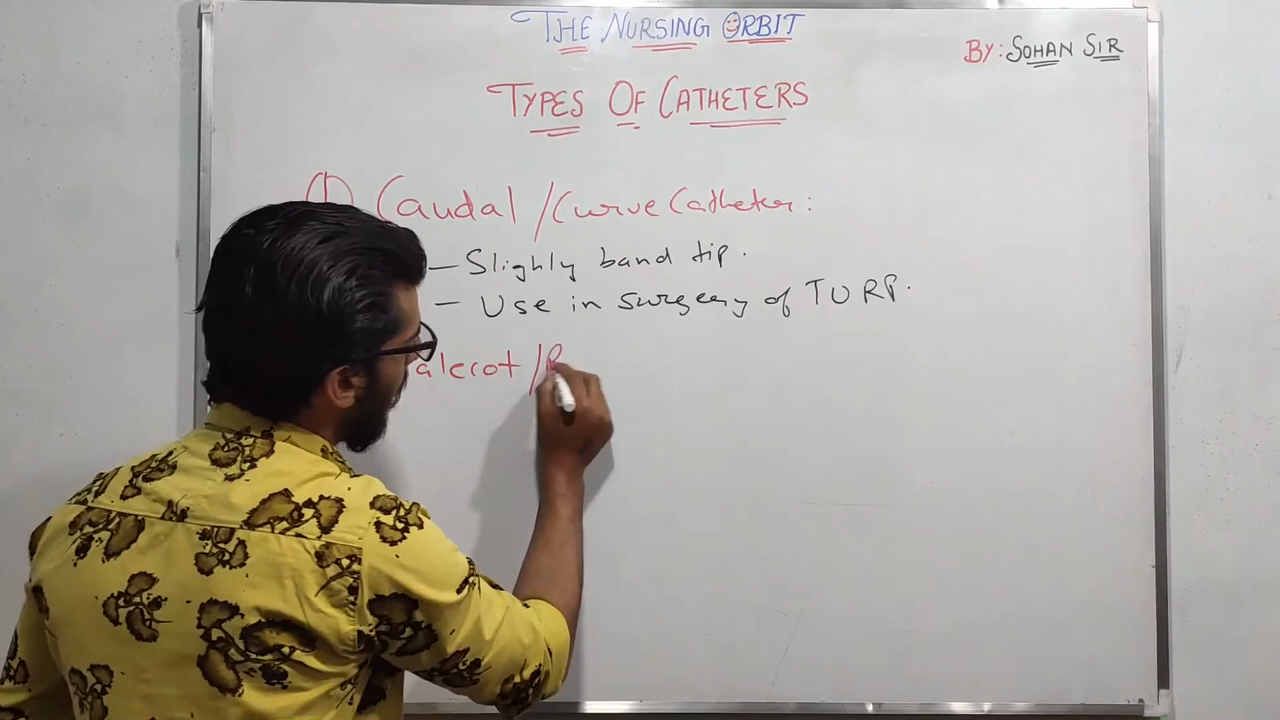 THE NURSING ORBIT
BY: SOHAN SIR
TYPES OF CATHETERS
① Caudal / Curve Catheter:
– Slighly band tip.
– Use in surgery of TURP.
alecot /